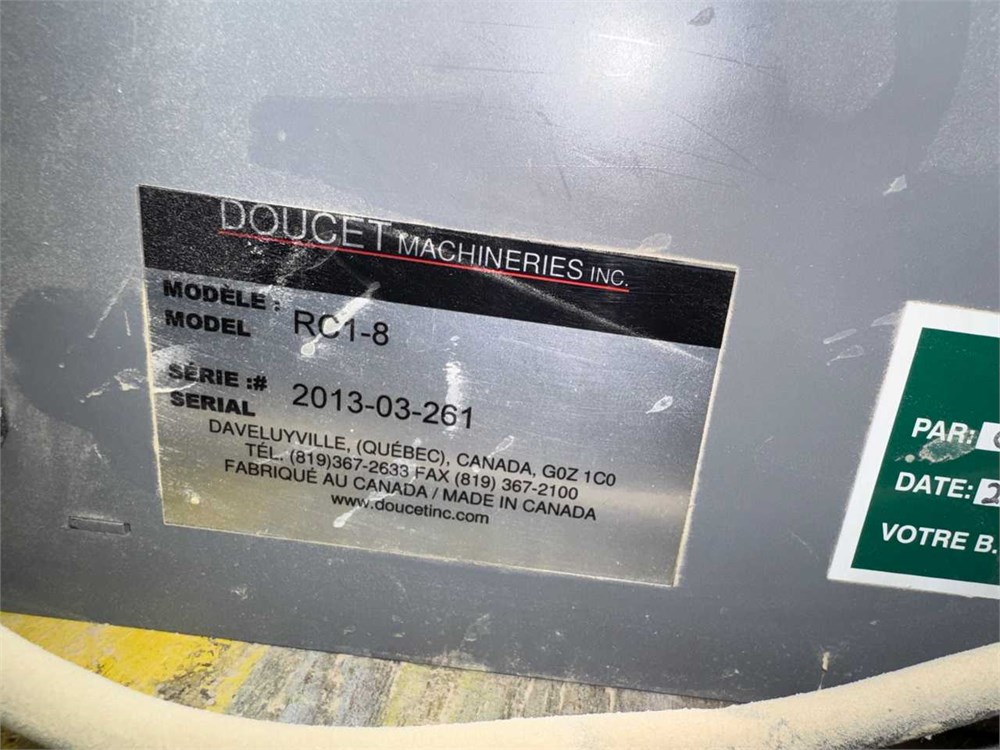 DOUCET MACHINERIES INC.
MODÈLE :
MODEL RC1-8
SÉRIE :#
SERIAL 2013-03-261
DAVELUYVILLE, (QUÉBEC), CANADA, G0Z 1C0
TÉL. (819)367-2633 FAX (819) 367-2100
FABRIQUÉ AU CANADA / MADE IN CANADA
www.doucetinc.com
PAR:
DATE: 2
VOTRE B.